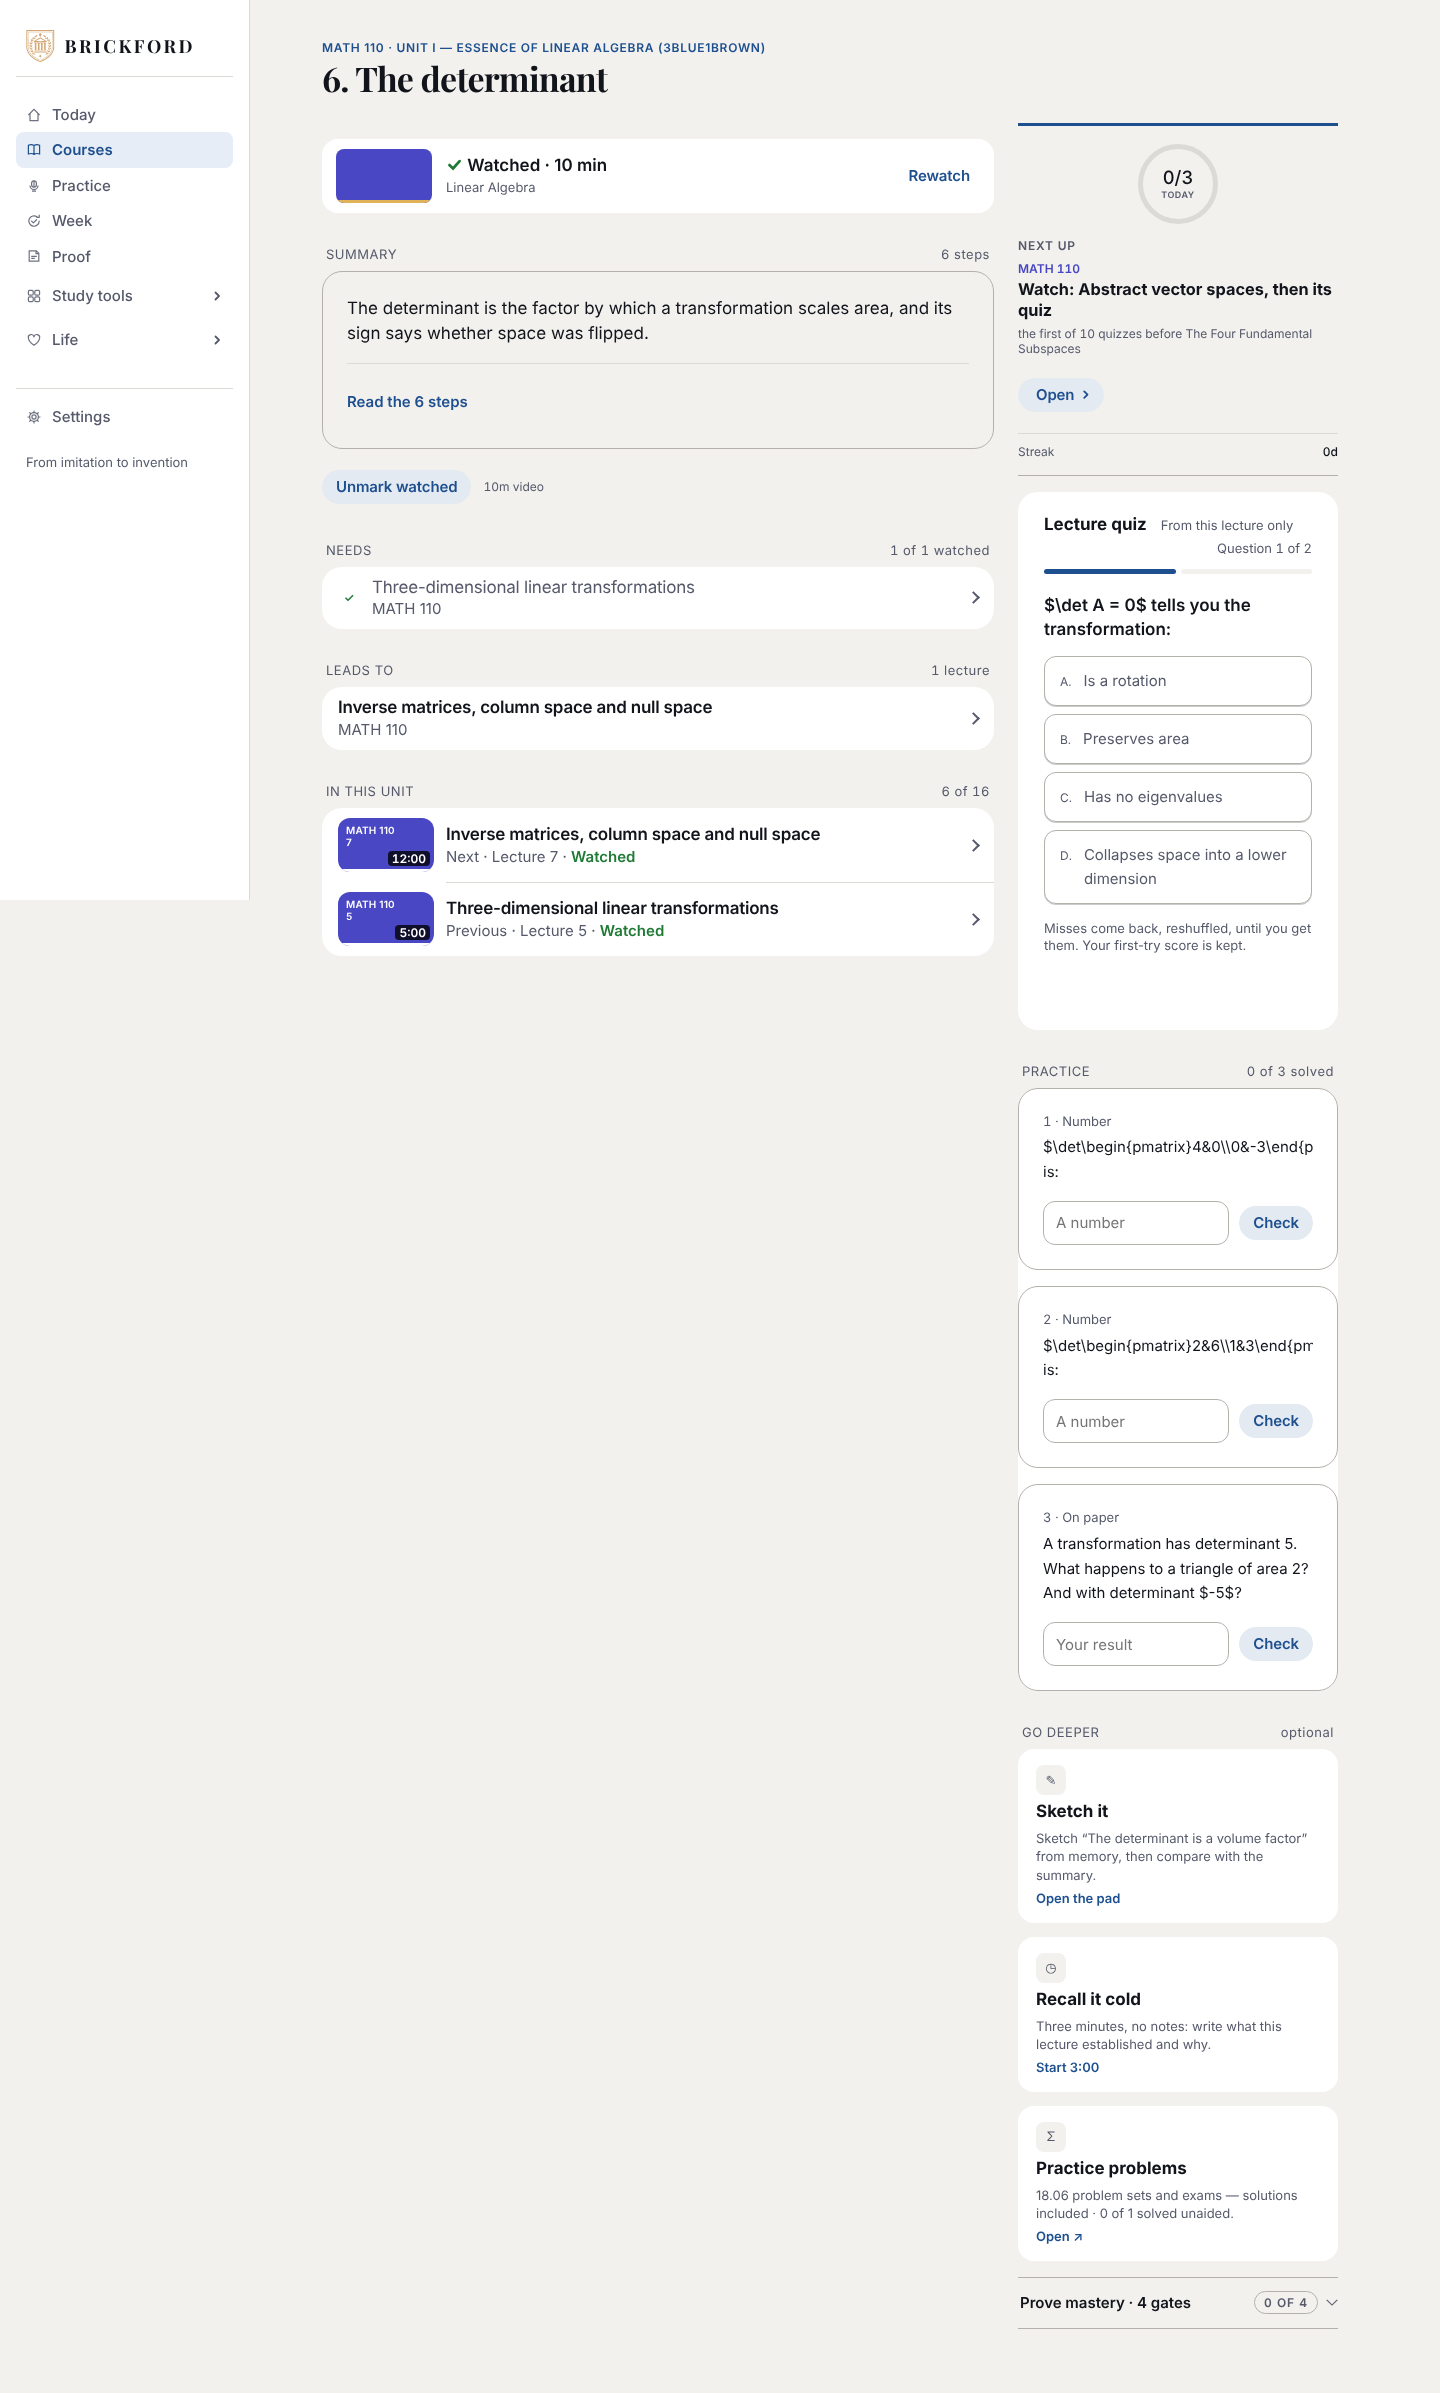 BRICKFORD
Today
Courses
Practice
Week
Proof
Study tools
Life
Settings
From imitation to invention
MATH 110 · UNIT I — ESSENCE OF LINEAR ALGEBRA (3BLUE1BROWN)
6. The determinant
Watched · 10 min
Linear Algebra
Rewatch
SUMMARY
6 steps
The determinant is the factor by which a transformation scales area, and its
sign says whether space was flipped.
Read the 6 steps
Unmark watched
10m video
NEEDS
1 of 1 watched
Three-dimensional linear transformations
MATH 110
LEADS TO
1 lecture
Inverse matrices, column space and null space
MATH 110
IN THIS UNIT
6 of 16
MATH 110
7
12:00
Inverse matrices, column space and null space
Next · Lecture 7 · Watched
MATH 110
5
5:00
Three-dimensional linear transformations
Previous · Lecture 5 · Watched
0/3
TODAY
NEXT UP
MATH 110
Watch: Abstract vector spaces, then its
quiz
the first of 10 quizzes before The Four Fundamental
Subspaces
Open
Streak
0d
Lecture quiz
From this lecture only
Question 1 of 2
$\det A = 0$ tells you the
transformation:
A. Is a rotation
B. Preserves area
C. Has no eigenvalues
D. Collapses space into a lower
dimension
Misses come back, reshuffled, until you get
them. Your first-try score is kept.
PRACTICE
0 of 3 solved
1 · Number
$\det\begin{pmatrix}4&0\\0&-3\end{p
is:
A number
Check
2 · Number
$\det\begin{pmatrix}2&6\\1&3\end{pm
is:
A number
Check
3 · On paper
A transformation has determinant 5.
What happens to a triangle of area 2?
And with determinant $-5$?
Your result
Check
GO DEEPER
optional
Sketch it
Sketch “The determinant is a volume factor”
from memory, then compare with the
summary.
Open the pad
Recall it cold
Three minutes, no notes: write what this
lecture established and why.
Start 3:00
Σ
Practice problems
18.06 problem sets and exams — solutions
included · 0 of 1 solved unaided.
Open ↗
Prove mastery · 4 gates
0 OF 4